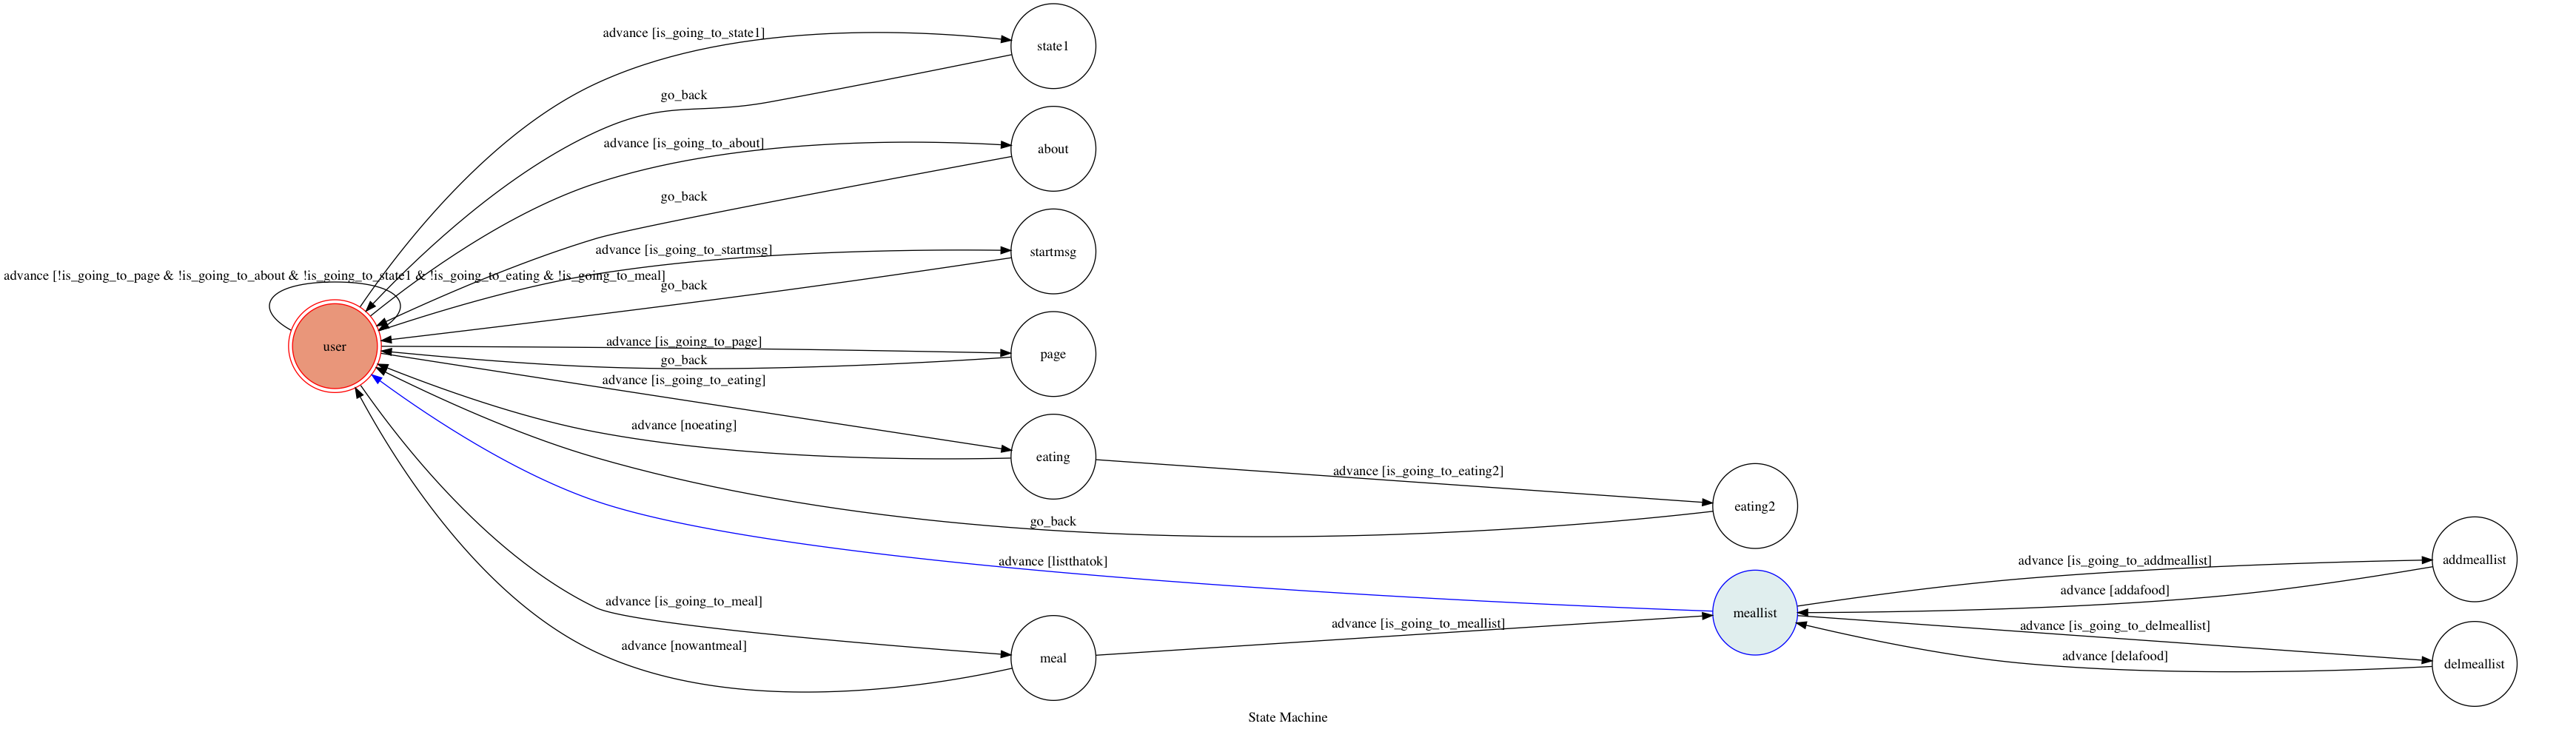 advance [is_going_to_state1]
state1
go_back
advance [is_going_to_about]
about
go_back
advance [is_going_to_startmsg]
startmsg
advance [!is_going_to_page & !is_going_to_about & !is_going_to_state1 & !is_going_to_eating & !is_going_to_meal]
go_back
user
advance [is_going_to_page]
page
go_back
advance [is_going_to_eating]
advance [noeating]
eating
advance [is_going_to_eating2]
eating2
go_back
advance [listthatok]
advance [is_going_to_addmeallist]
addmeallist
advance [addafood]
advance [is_going_to_meal]
meallist
advance [is_going_to_meallist]
advance [is_going_to_delmeallist]
advance [nowantmeal]
meal
advance [delafood]
delmeallist
State Machine